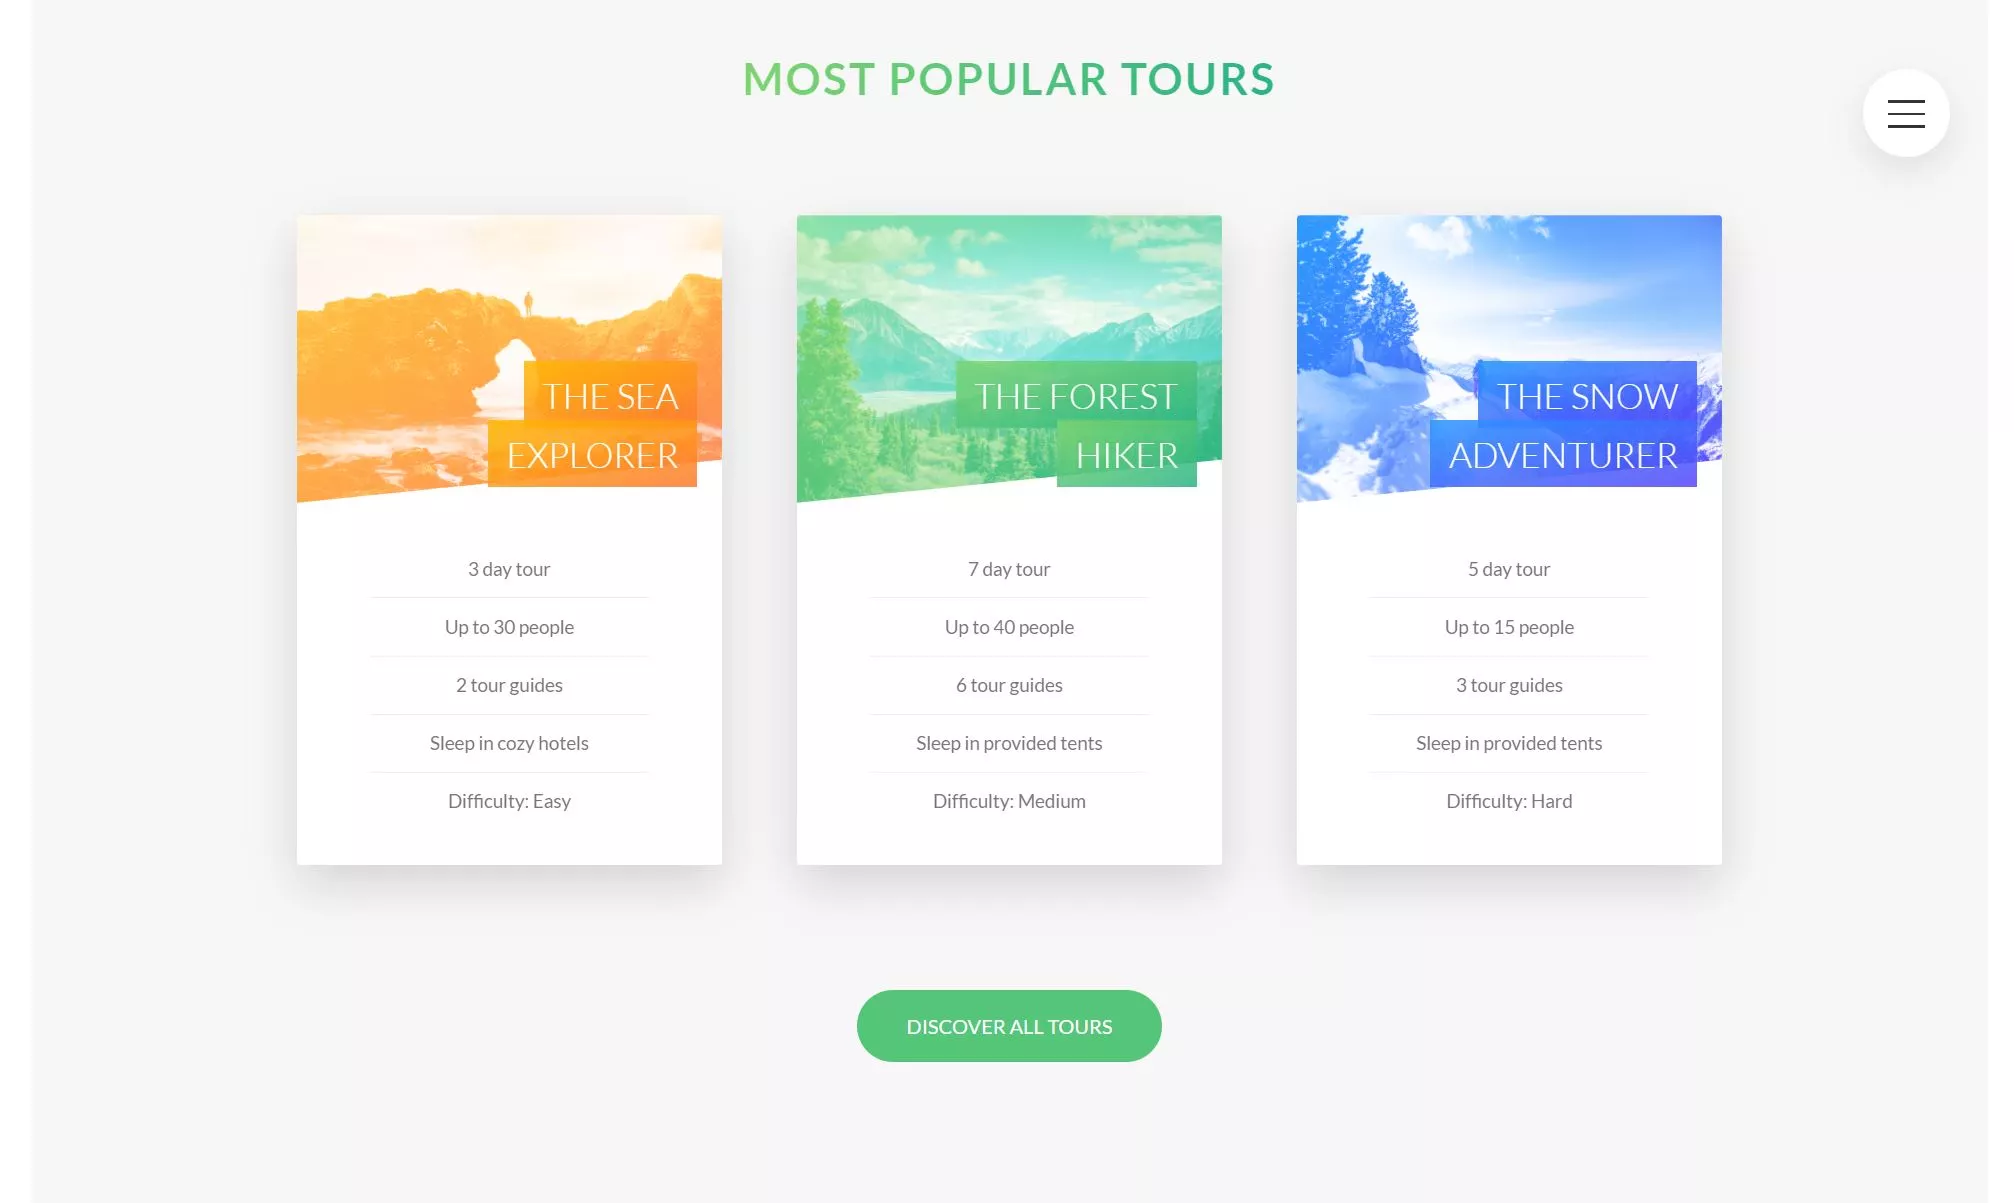 MOST POPULAR TOURS
THE SEA
EXPLORER
3 day tour
Up to 30 people
2 tour guides
Sleep in cozy hotels
Difficulty: Easy
THE FOREST
HIKER
7 day tour
Up to 40 people
6 tour guides
Sleep in provided tents
Difficulty: Medium
THE SNOW
ADVENTURER
5 day tour
Up to 15 people
3 tour guides
Sleep in provided tents
Difficulty: Hard
DISCOVER ALL TOURS